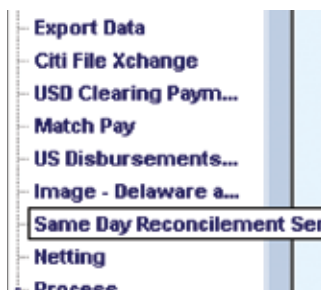 Export Data
Citi File Xchange
USD Clearing Paym...
Match Pay
US Disbursements...
Image - Delaware a...
Same Day Reconcilement Ser
Netting
Process